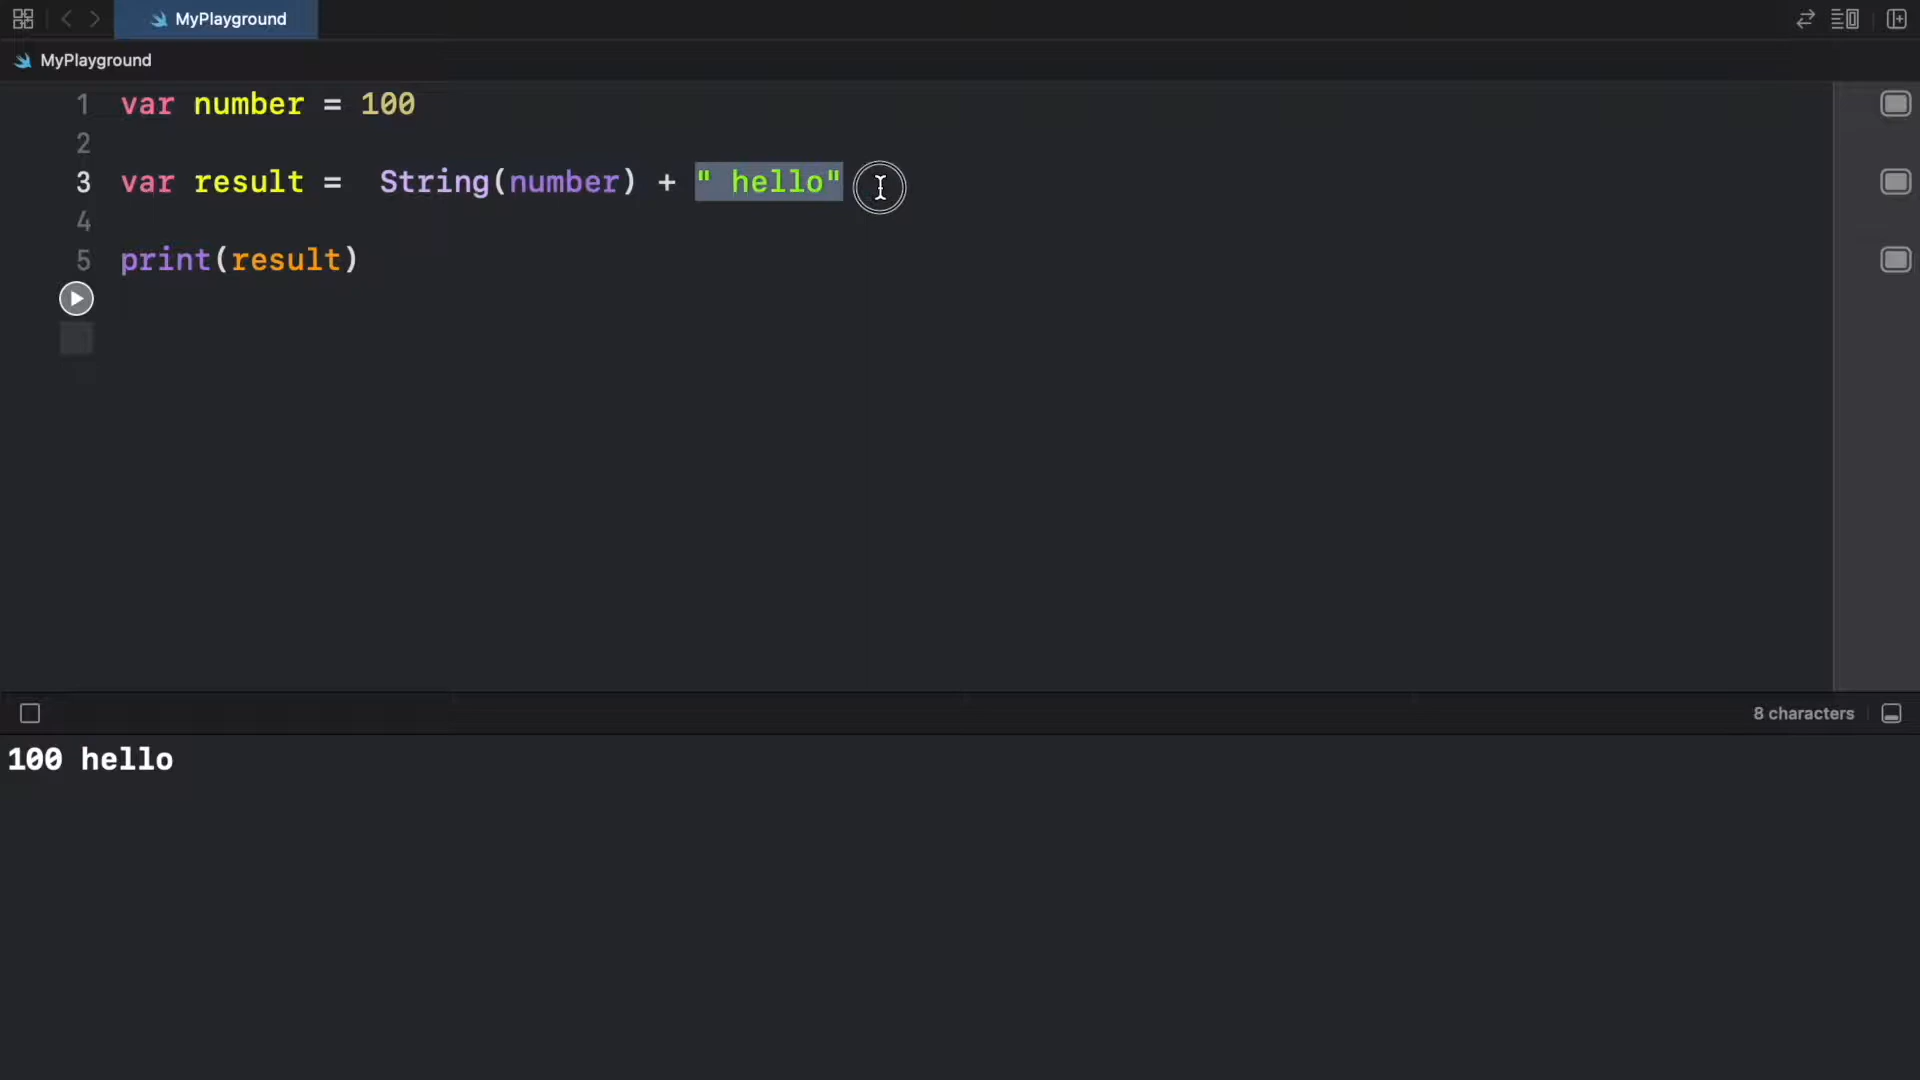 MyPlayground
MyPlayground
1 var number = 100
2
3 var result =  String(number) + " hello"
4
5 print(result)
8 characters
100 hello